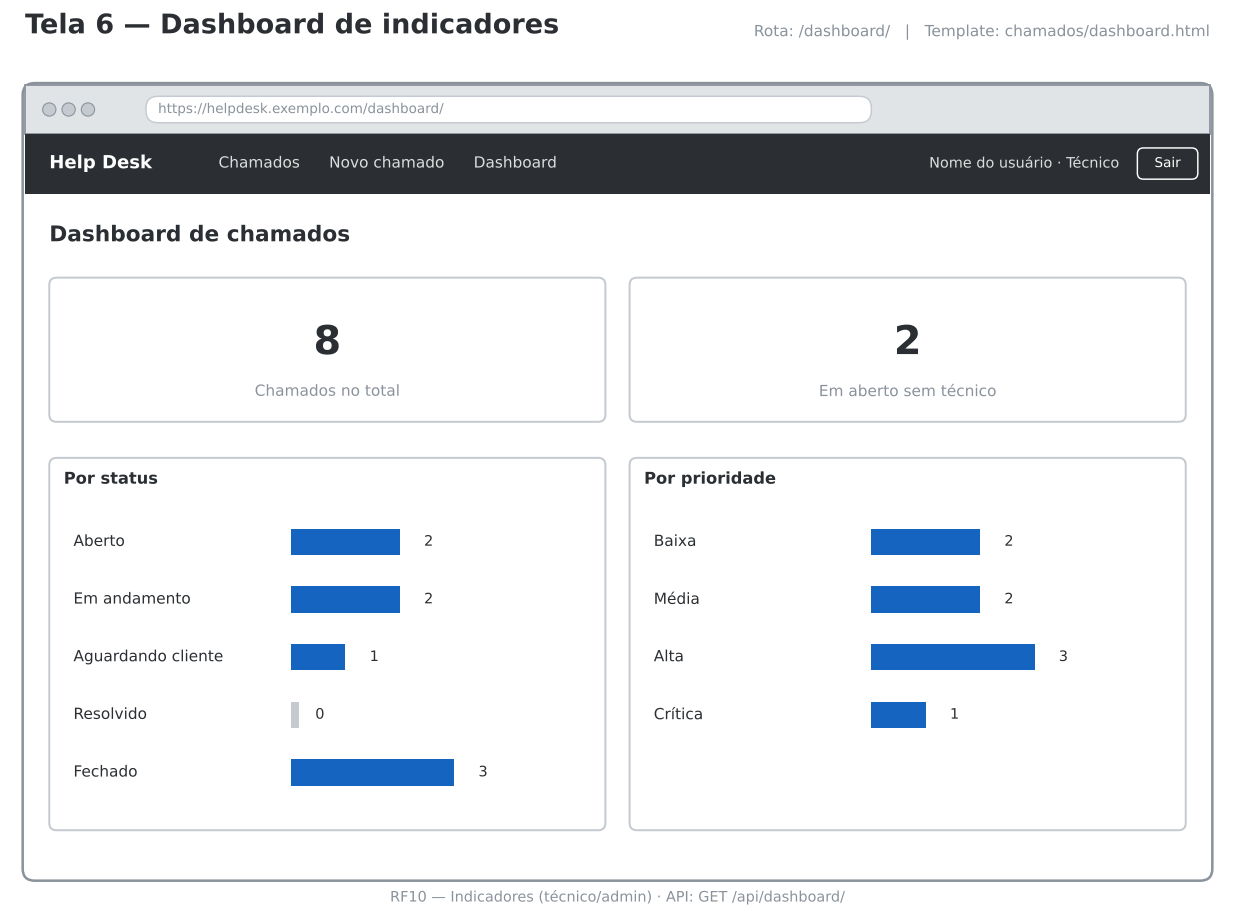 Tela 6 — Dashboard de indicadores
Rota: /dashboard/ | Template: chamados/dashboard.html
https://helpdesk.exemplo.com/dashboard/
Help Desk Chamados Novo chamado Dashboard Nome do usuário · Técnico Sair
Dashboard de chamados
8
Chamados no total
2
Em aberto sem técnico
Por status
Aberto 2
Em andamento 2
Aguardando cliente 1
Resolvido 0
Fechado 3
Por prioridade
Baixa 2
Média 2
Alta 3
Crítica 1
RF10 — Indicadores (técnico/admin) · API: GET /api/dashboard/